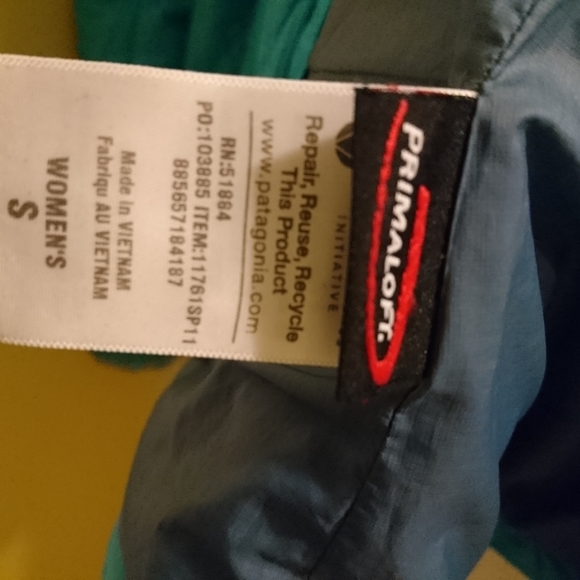 PRIMALOFT®
INITIATIVE
Repair, Reuse, Recycle
This Product
www.patagonia.com
RN:51884
PO:103885 ITEM:11761SP11
885657184187
Made in VIETNAM
Fabriqu AU VIETNAM
WOMEN'S
S